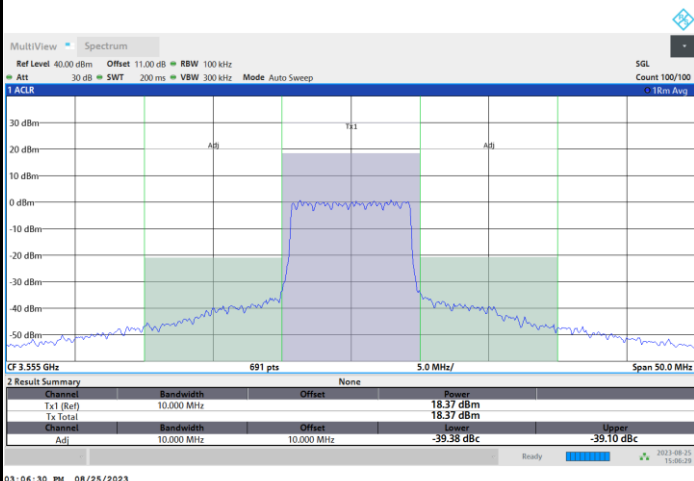 MultiView Spectrum
Ref Level 40.00 dBm Offset 11.00 dB RBW 100 kHz SGL
Att 30 dB SWT 200 ms VBW 300 kHz Mode Auto Sweep Count 100/100
1 ACLR 1Rm Avg
30 dBm
Tx1
20 dBm Adj Adj
10 dBm
0 dBm
-10 dBm
-20 dBm
-30 dBm
-40 dBm
-50 dBm
CF 3.555 GHz 691 pts 5.0 MHz/ Span 50.0 MHz
2 Result Summary None
Channel Bandwidth Offset Power
Tx1 (Ref) 10.000 MHz 18.37 dBm
Tx Total 18.37 dBm
Channel Bandwidth Offset Lower Upper
Adj 10.000 MHz 10.000 MHz -39.38 dBc -39.10 dBc
Ready 2023-08-25
15:06:29
03:06:30 PM 08/25/2023